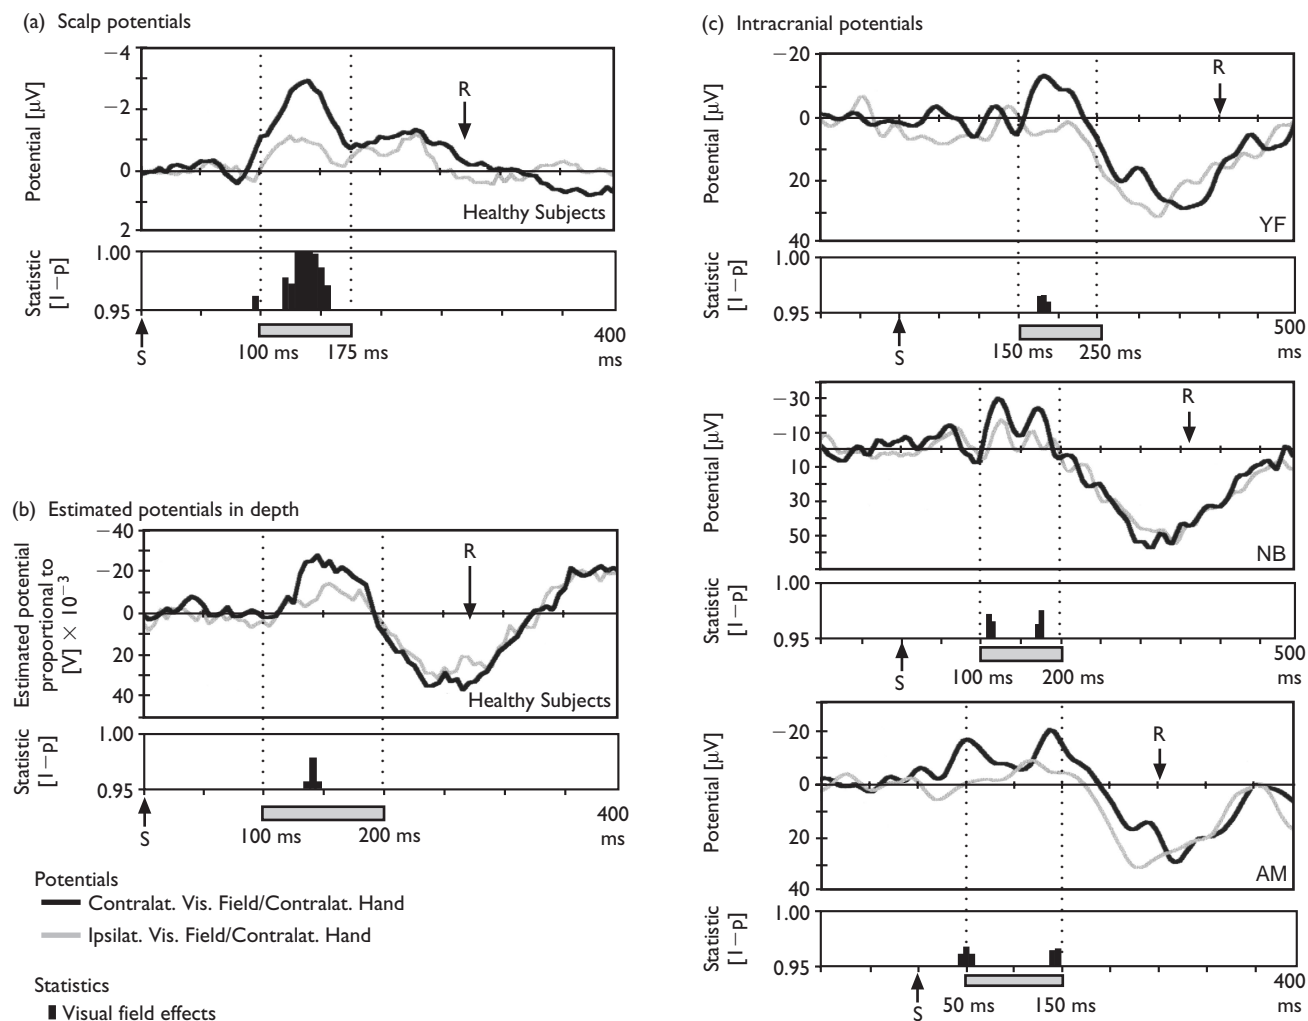 (a) Scalp potentials
−4
−2
0
2
Potential [µV]
R
Healthy Subjects
1.00
0.95
Statistic
[1−p]
S
100 ms
175 ms
400
ms
(b) Estimated potentials in depth
−40
−20
0
20
40
Estimated potential
proportional to
[V] × 10⁻³
R
Healthy Subjects
1.00
0.95
Statistic
[1−p]
S
100 ms
200 ms
400
ms
Potentials
Contralat. Vis. Field/Contralat. Hand
Ipsilat. Vis. Field/Contralat. Hand
Statistics
Visual field effects
(c) Intracranial potentials
−20
0
20
40
Potential [µV]
R
YF
1.00
0.95
Statistic
[1−p]
S
150 ms
250 ms
500
ms
−30
−10
10
30
50
Potential [µV]
R
NB
1.00
0.95
Statistic
[1−p]
S
100 ms
200 ms
500
ms
−20
0
20
40
Potential [µV]
R
AM
1.00
0.95
Statistic
[1−p]
S
50 ms
150 ms
400
ms